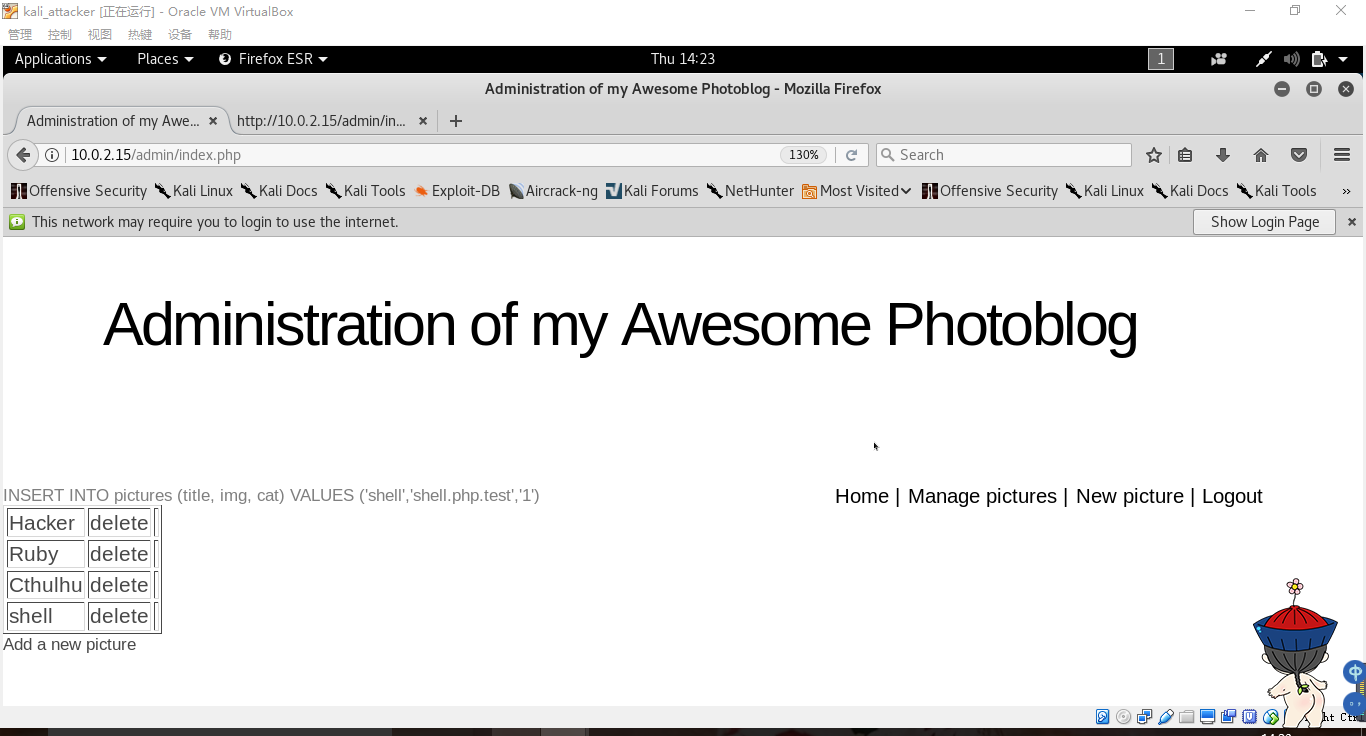 kali_attacker [正在运行] - Oracle VM VirtualBox
管理 控制 视图 热键 设备 帮助
Applications Places Firefox ESR Thu 14:23 1
Administration of my Awesome Photoblog - Mozilla Firefox
Administration of my Awe... http://10.0.2.15/admin/in...
10.0.2.15/admin/index.php 130% Search
Offensive Security Kali Linux Kali Docs Kali Tools Exploit-DB Aircrack-ng Kali Forums NetHunter Most Visited Offensive Security Kali Linux Kali Docs Kali Tools »
This network may require you to login to use the internet. Show Login Page
Administration of my Awesome Photoblog
INSERT INTO pictures (title, img, cat) VALUES ('shell','shell.php.test','1') Home | Manage pictures | New picture | Logout
Hacker delete
Ruby delete
Cthulhu delete
shell delete
Add a new picture
中